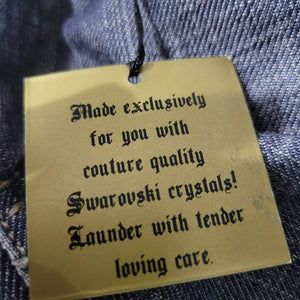 Made exclusively
for you with
couture quality
Swarovski crystals!
Launder with tender
loving care.